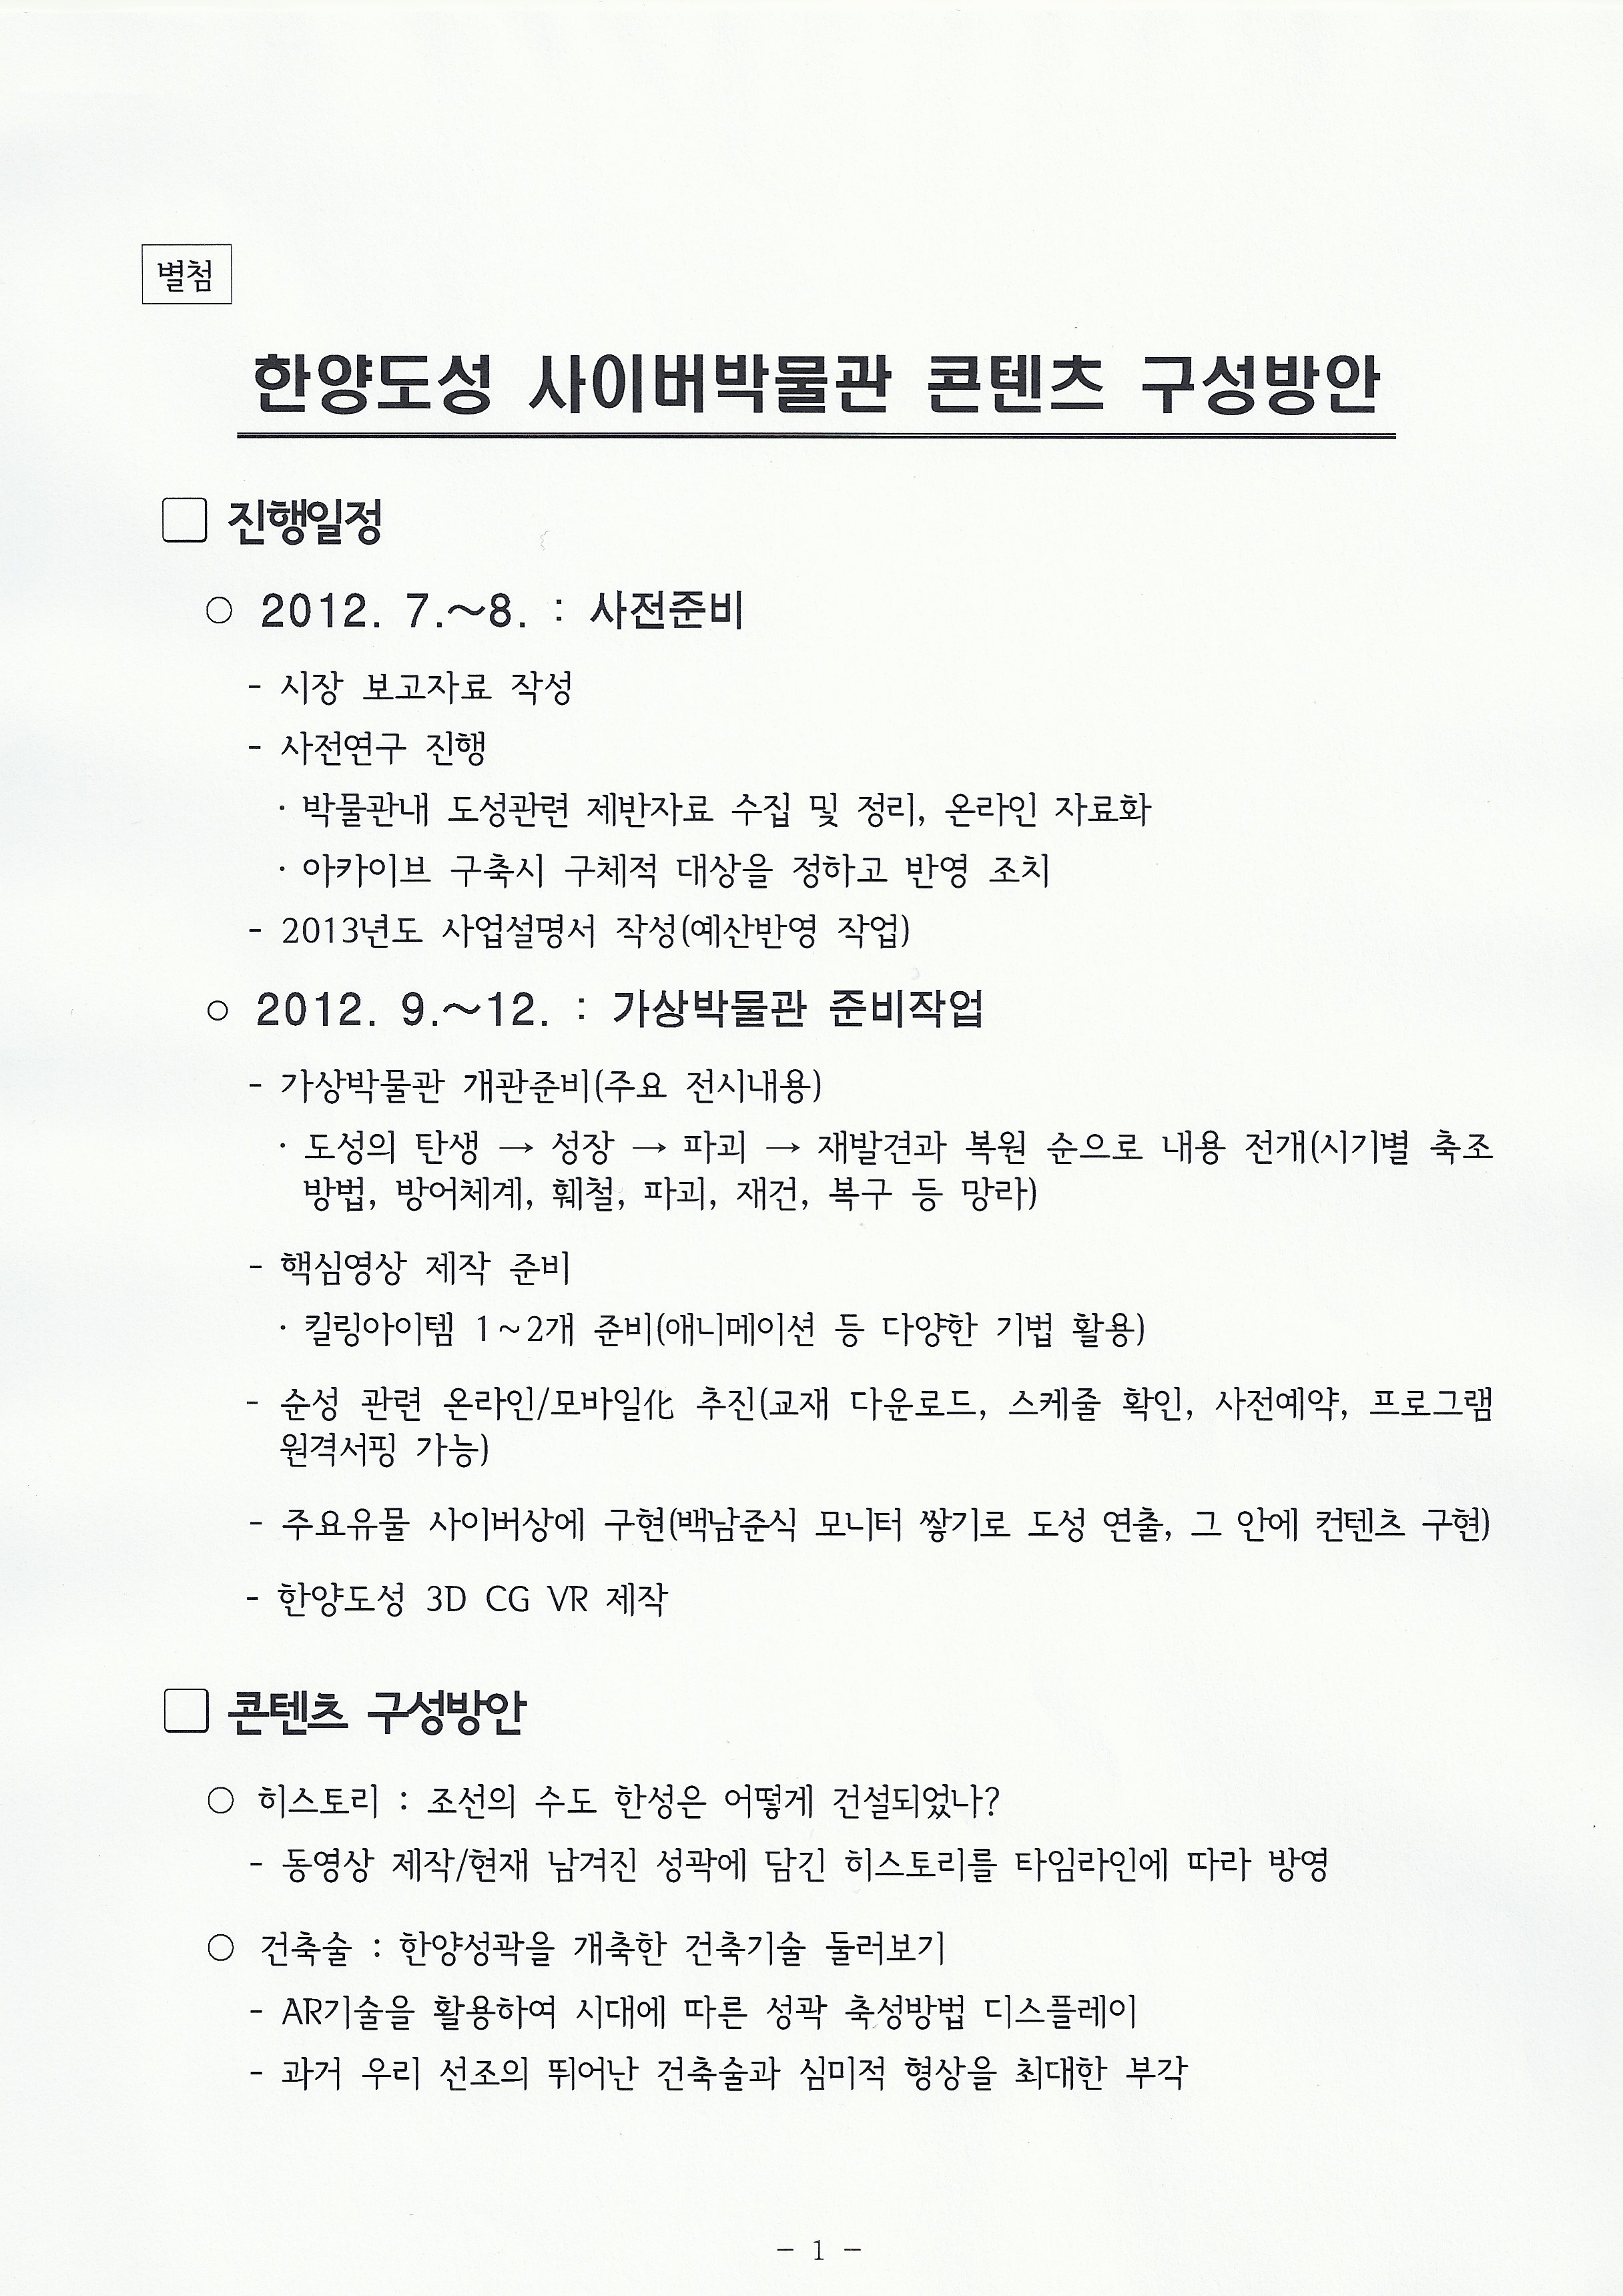 별첨
한양도성 사이버박물관 콘텐츠 구성방안
□ 진행일정
○ 2012. 7.～8. : 사전준비
- 시장 보고자료 작성
- 사전연구 진행
· 박물관내 도성관련 제반자료 수집 및 정리, 온라인 자료화
· 아카이브 구축시 구체적 대상을 정하고 반영 조치
- 2013년도 사업설명서 작성(예산반영 작업)
○ 2012. 9.～12. : 가상박물관 준비작업
- 가상박물관 개관준비(주요 전시내용)
· 도성의 탄생 → 성장 → 파괴 → 재발견과 복원 순으로 내용 전개(시기별 축조
방법, 방어체계, 훼철, 파괴, 재건, 복구 등 망라)
- 핵심영상 제작 준비
· 킬링아이템 1～2개 준비(애니메이션 등 다양한 기법 활용)
- 순성 관련 온라인/모바일化 추진(교재 다운로드, 스케줄 확인, 사전예약, 프로그램
원격서핑 가능)
- 주요유물 사이버상에 구현(백남준식 모니터 쌓기로 도성 연출, 그 안에 컨텐츠 구현)
- 한양도성 3D CG VR 제작
□ 콘텐츠 구성방안
○ 히스토리 : 조선의 수도 한성은 어떻게 건설되었나?
- 동영상 제작/현재 남겨진 성곽에 담긴 히스토리를 타임라인에 따라 방영
○ 건축술 : 한양성곽을 개축한 건축기술 둘러보기
- AR기술을 활용하여 시대에 따른 성곽 축성방법 디스플레이
- 과거 우리 선조의 뛰어난 건축술과 심미적 형상을 최대한 부각
- 1 -